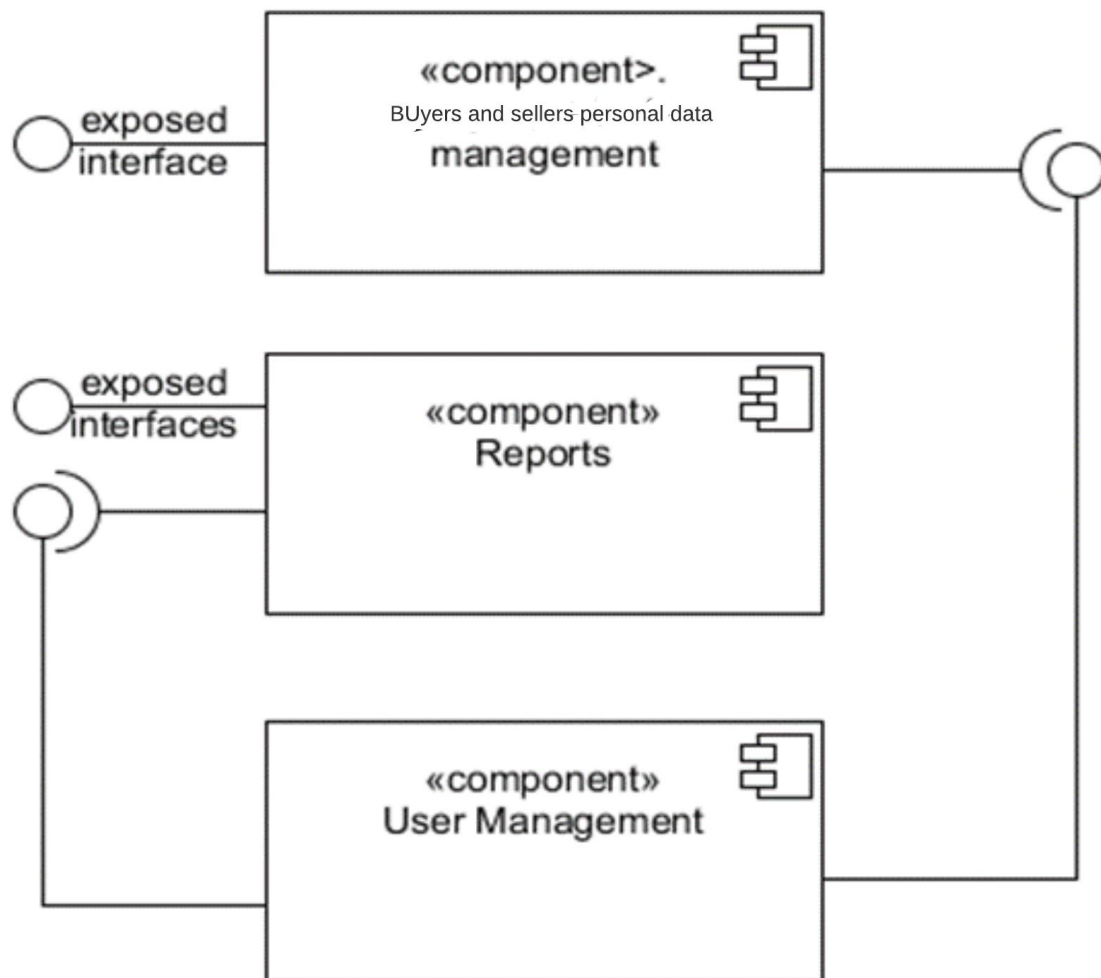 «component>.
BUyers and sellers personal data
management
exposed
interface
exposed
interfaces
«component»
Reports
«component»
User Management